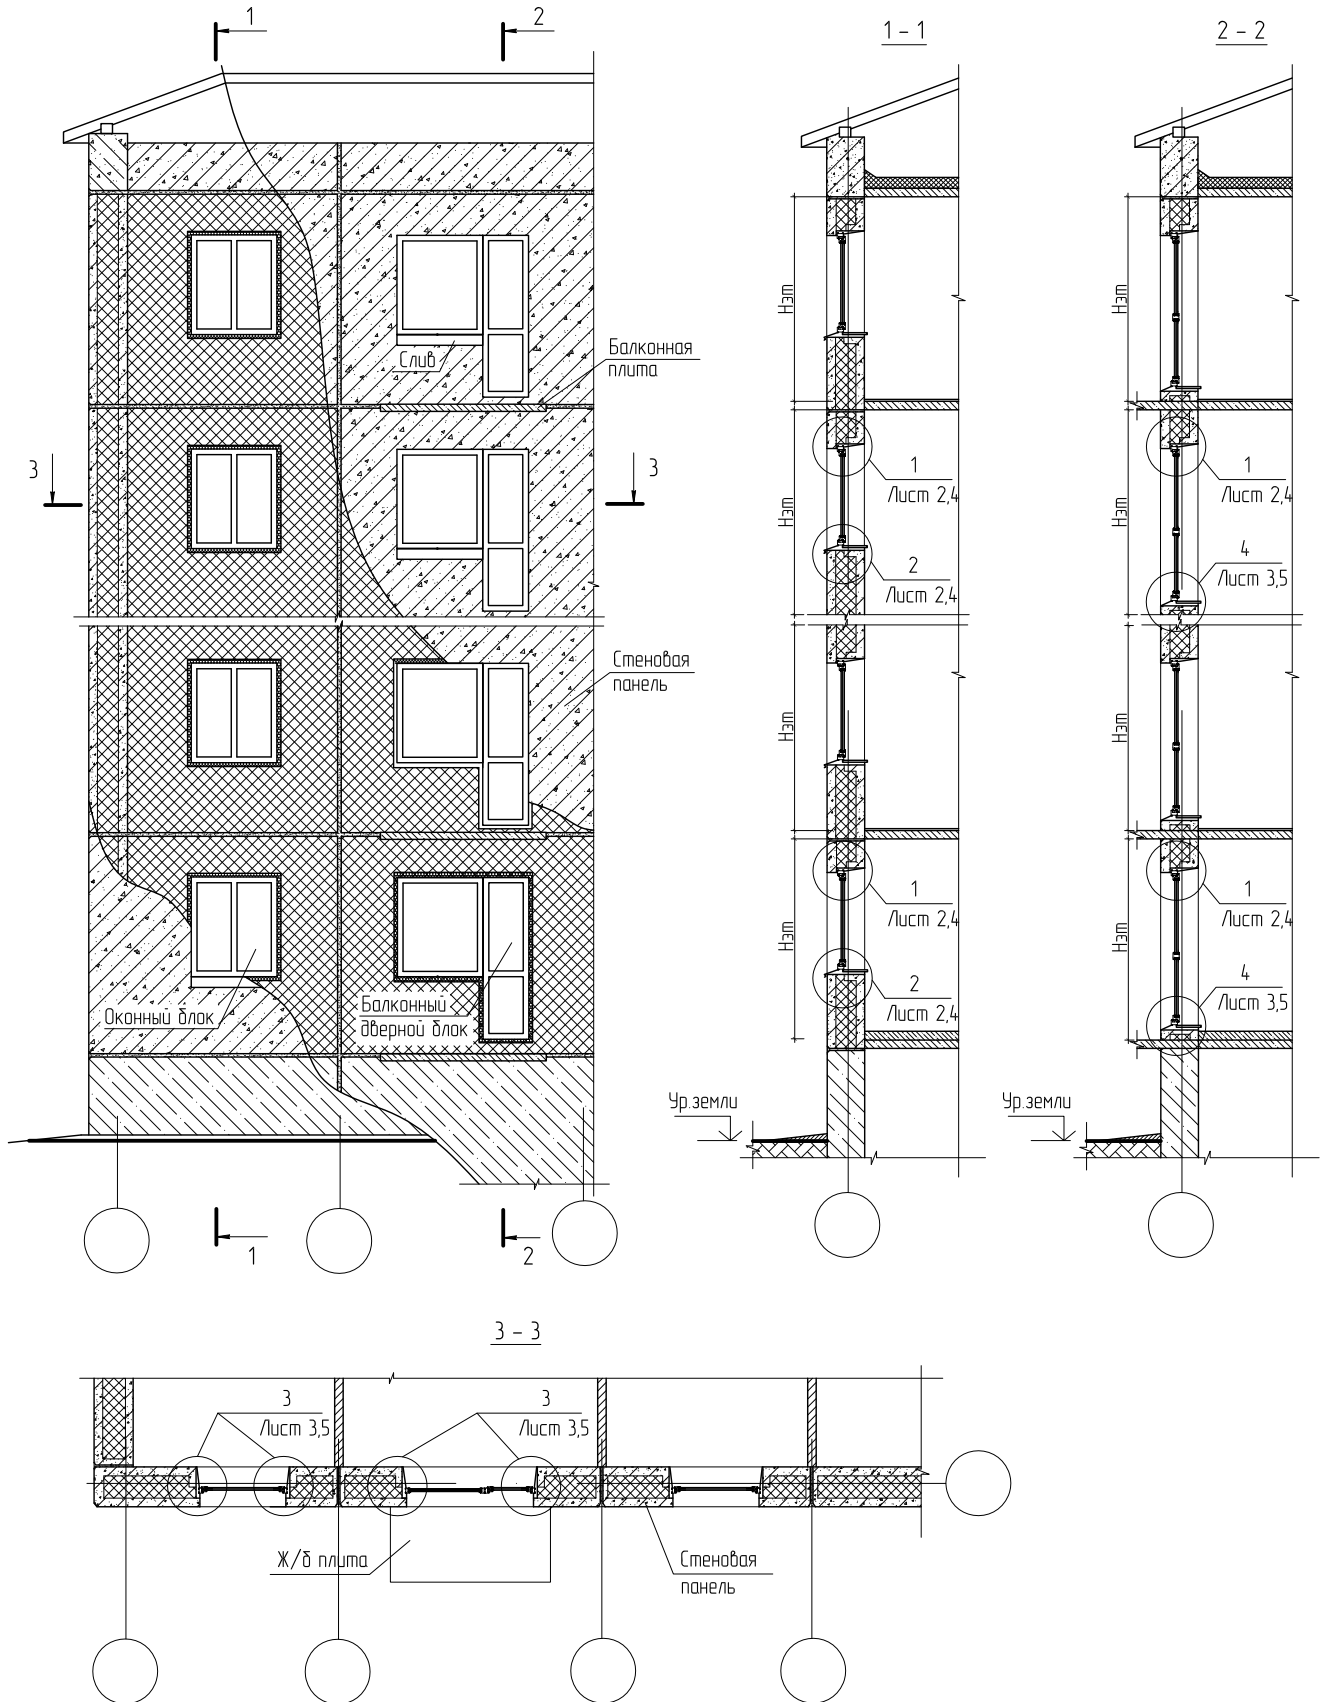 1
2
1 - 1
2 - 2
Слив
Балконная
плита
3
3
Стеновая
панель
Оконный блок
Балконный
дверной блок
1
2
Нэт
Нэт
Нэт
Нэт
1
Лист 2,4
2
Лист 2,4
1
Лист 2,4
2
Лист 2,4
Ур.земли
Нэт
Нэт
Нэт
Нэт
1
Лист 2,4
4
Лист 3,5
1
Лист 2,4
4
Лист 3,5
Ур.земли
3 - 3
3
Лист 3,5
3
Лист 3,5
Ж/б плита
Стеновая
панель